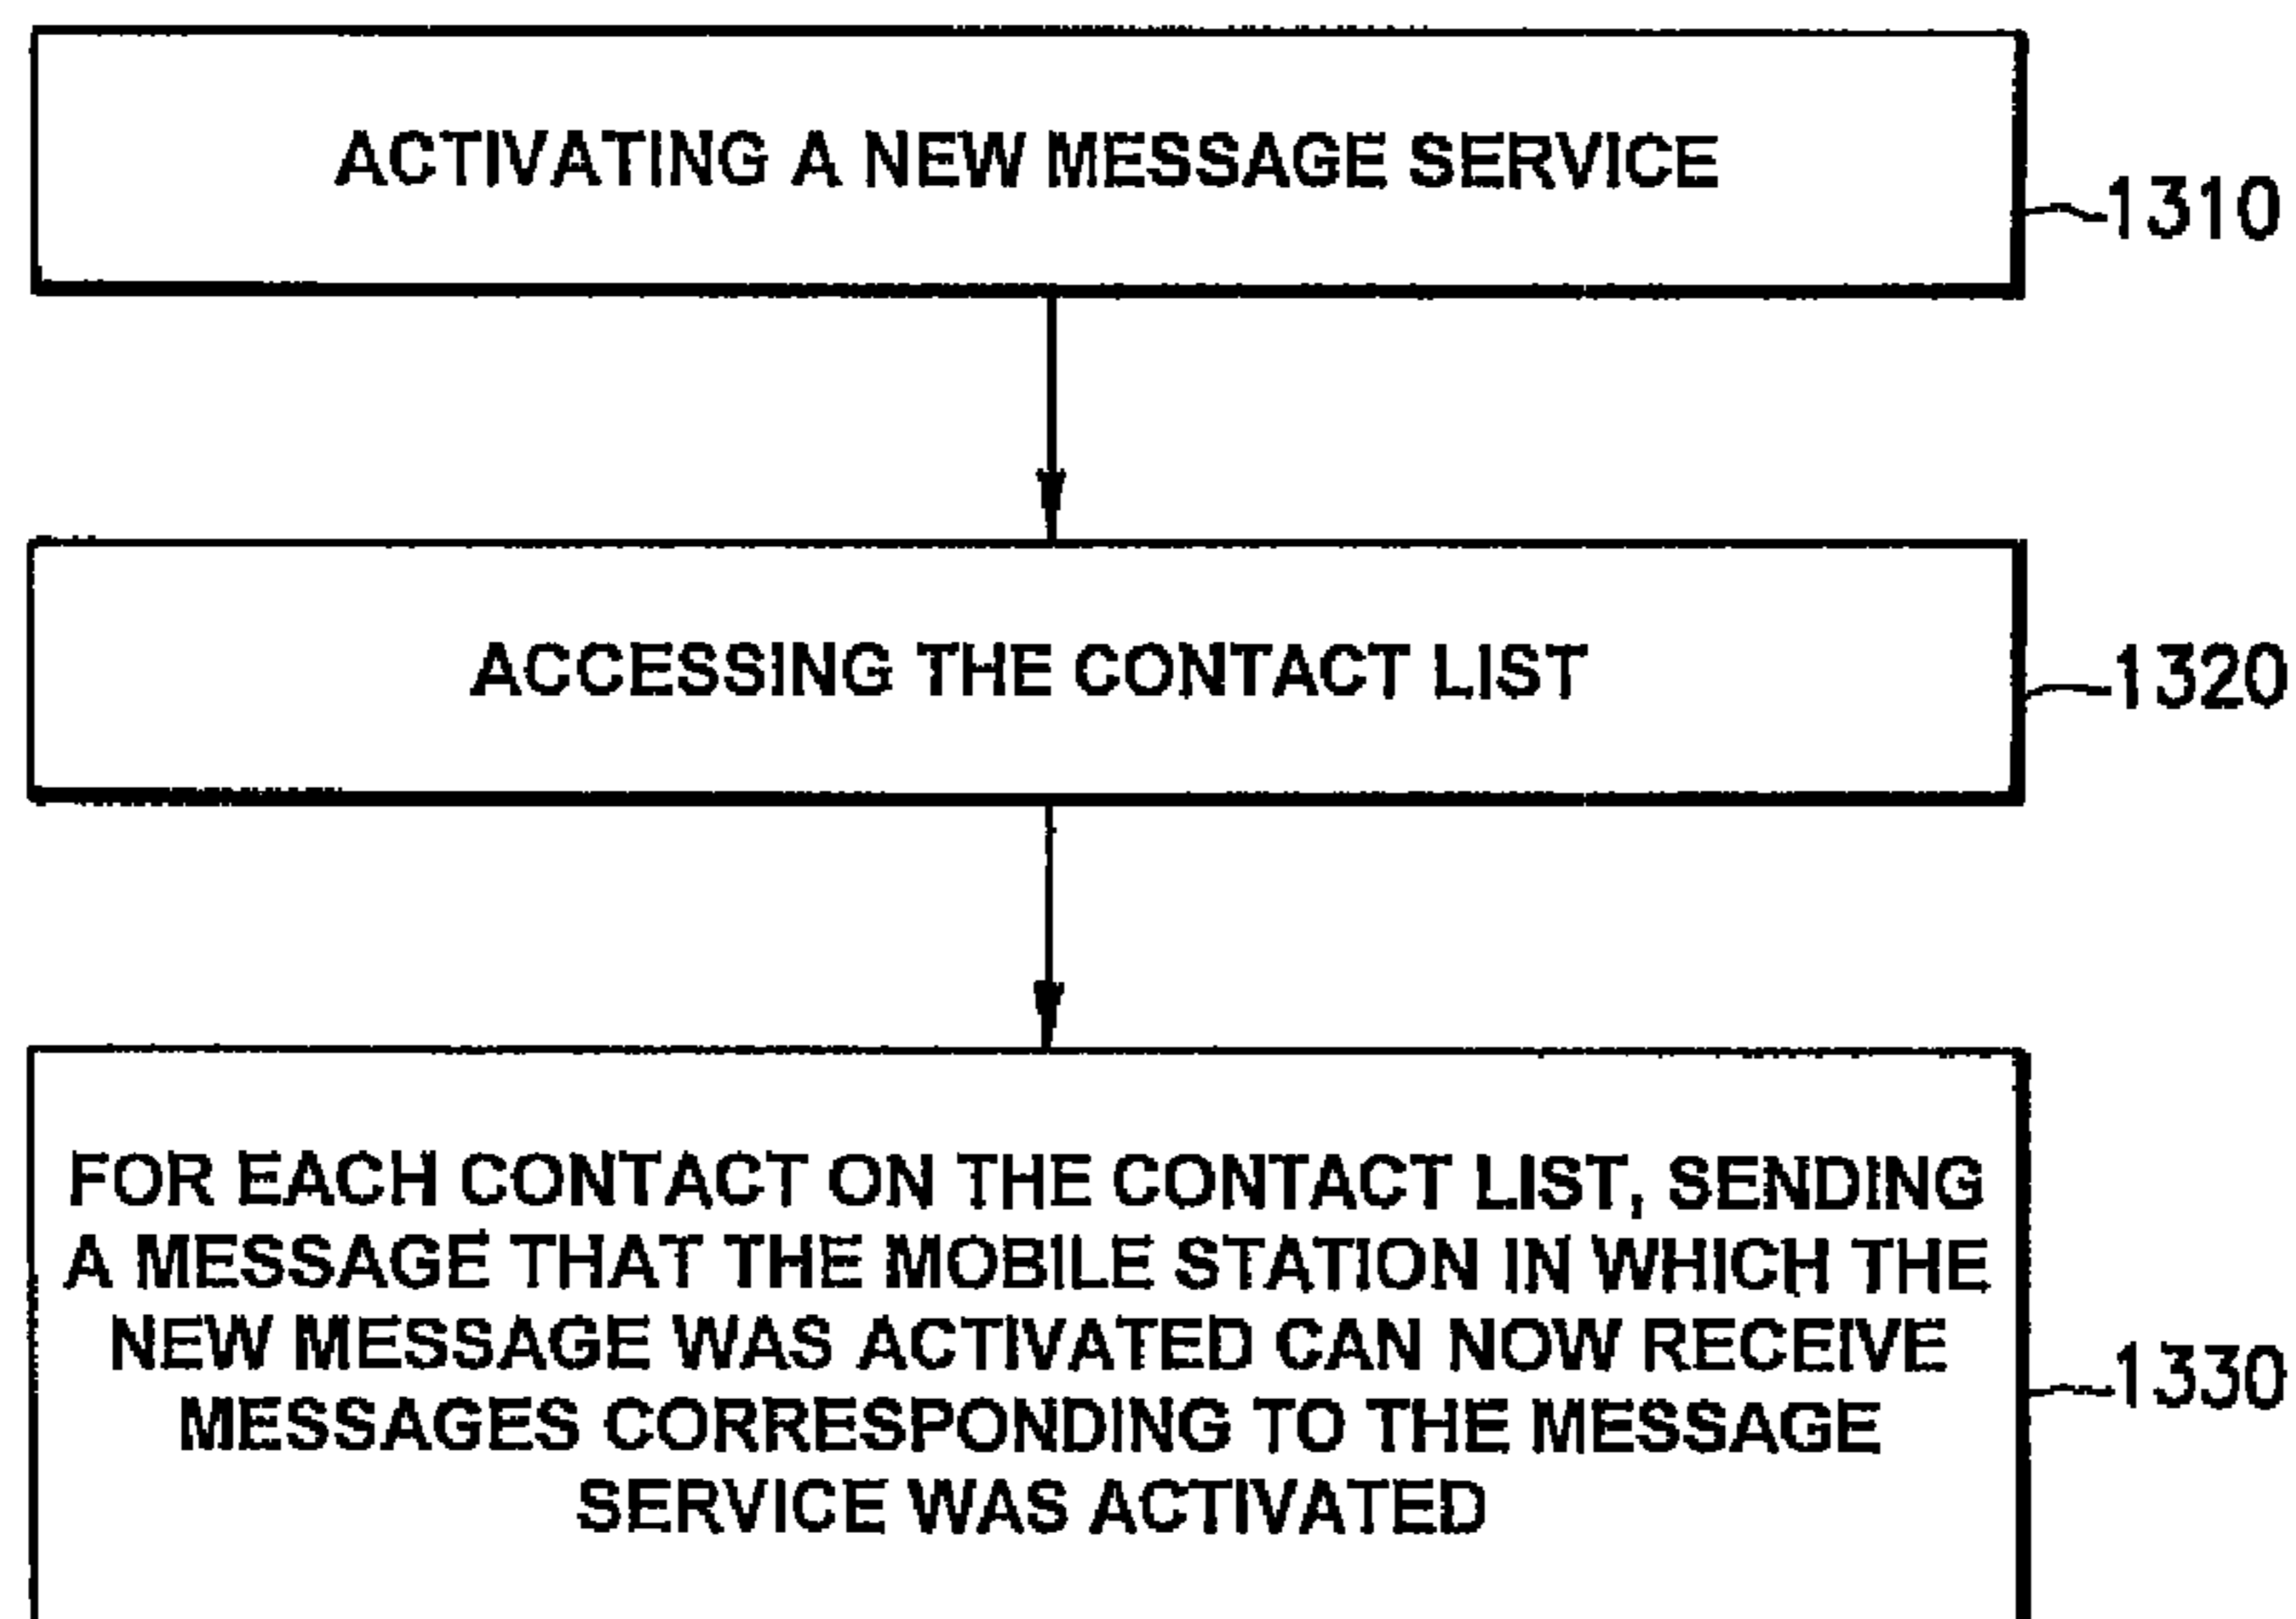 ACTIVATING A NEW MESSAGE SERVICE
1310
ACCESSING THE CONTACT LIST
1320
FOR EACH CONTACT ON THE CONTACT LIST, SENDING
A MESSAGE THAT THE MOBILE STATION IN WHICH THE
NEW MESSAGE WAS ACTIVATED CAN NOW RECEIVE
MESSAGES CORRESPONDING TO THE MESSAGE
SERVICE WAS ACTIVATED
1330